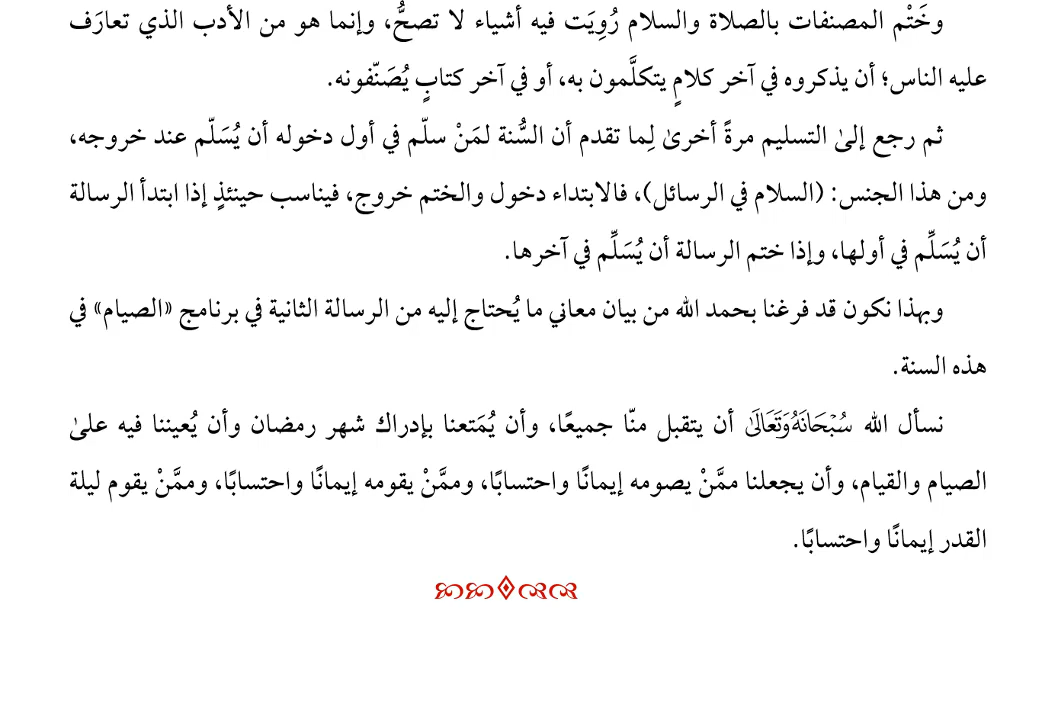 وخَتْم المصنفات بالصلاة والسلام رُوِيَت فيه أشياء لا تصحُّ، وإنما هو من الأدب الذي تعارَف
عليه الناس؛ أن يذكروه في آخر كلامٍ يتكلَّمون به، أو في آخر كتابٍ يُصَنّفونه.
ثم رجع إلىٰ التسليم مرةً أخرىٰ لِما تقدم أن السُّنة لمَنْ سلّم في أول دخوله أن يُسَلّم عند خروجه،
ومن هذا الجنس: (السلام في الرسائل)، فالابتداء دخول والختم خروج، فيناسب حينئذٍ إذا ابتدأ الرسالة
أن يُسَلِّم في أولها، وإذا ختم الرسالة أن يُسَلِّم في آخرها.
وبهذا نكون قد فرغنا بحمد الله من بيان معاني ما يُحتاج إليه من الرسالة الثانية في برنامج «الصيام» في
هذه السنة.
نسأل الله سُبْحَانَهُ وَتَعَالَىٰ أن يتقبل منّا جميعًا، وأن يُمَتعنا بإدراك شهر رمضان وأن يُعيننا فيه علىٰ
الصيام والقيام، وأن يجعلنا ممَّنْ يصومه إيمانًا واحتسابًا، وممَّنْ يقومه إيمانًا واحتسابًا، وممَّنْ يقوم ليلة
القدر إيمانًا واحتسابًا.